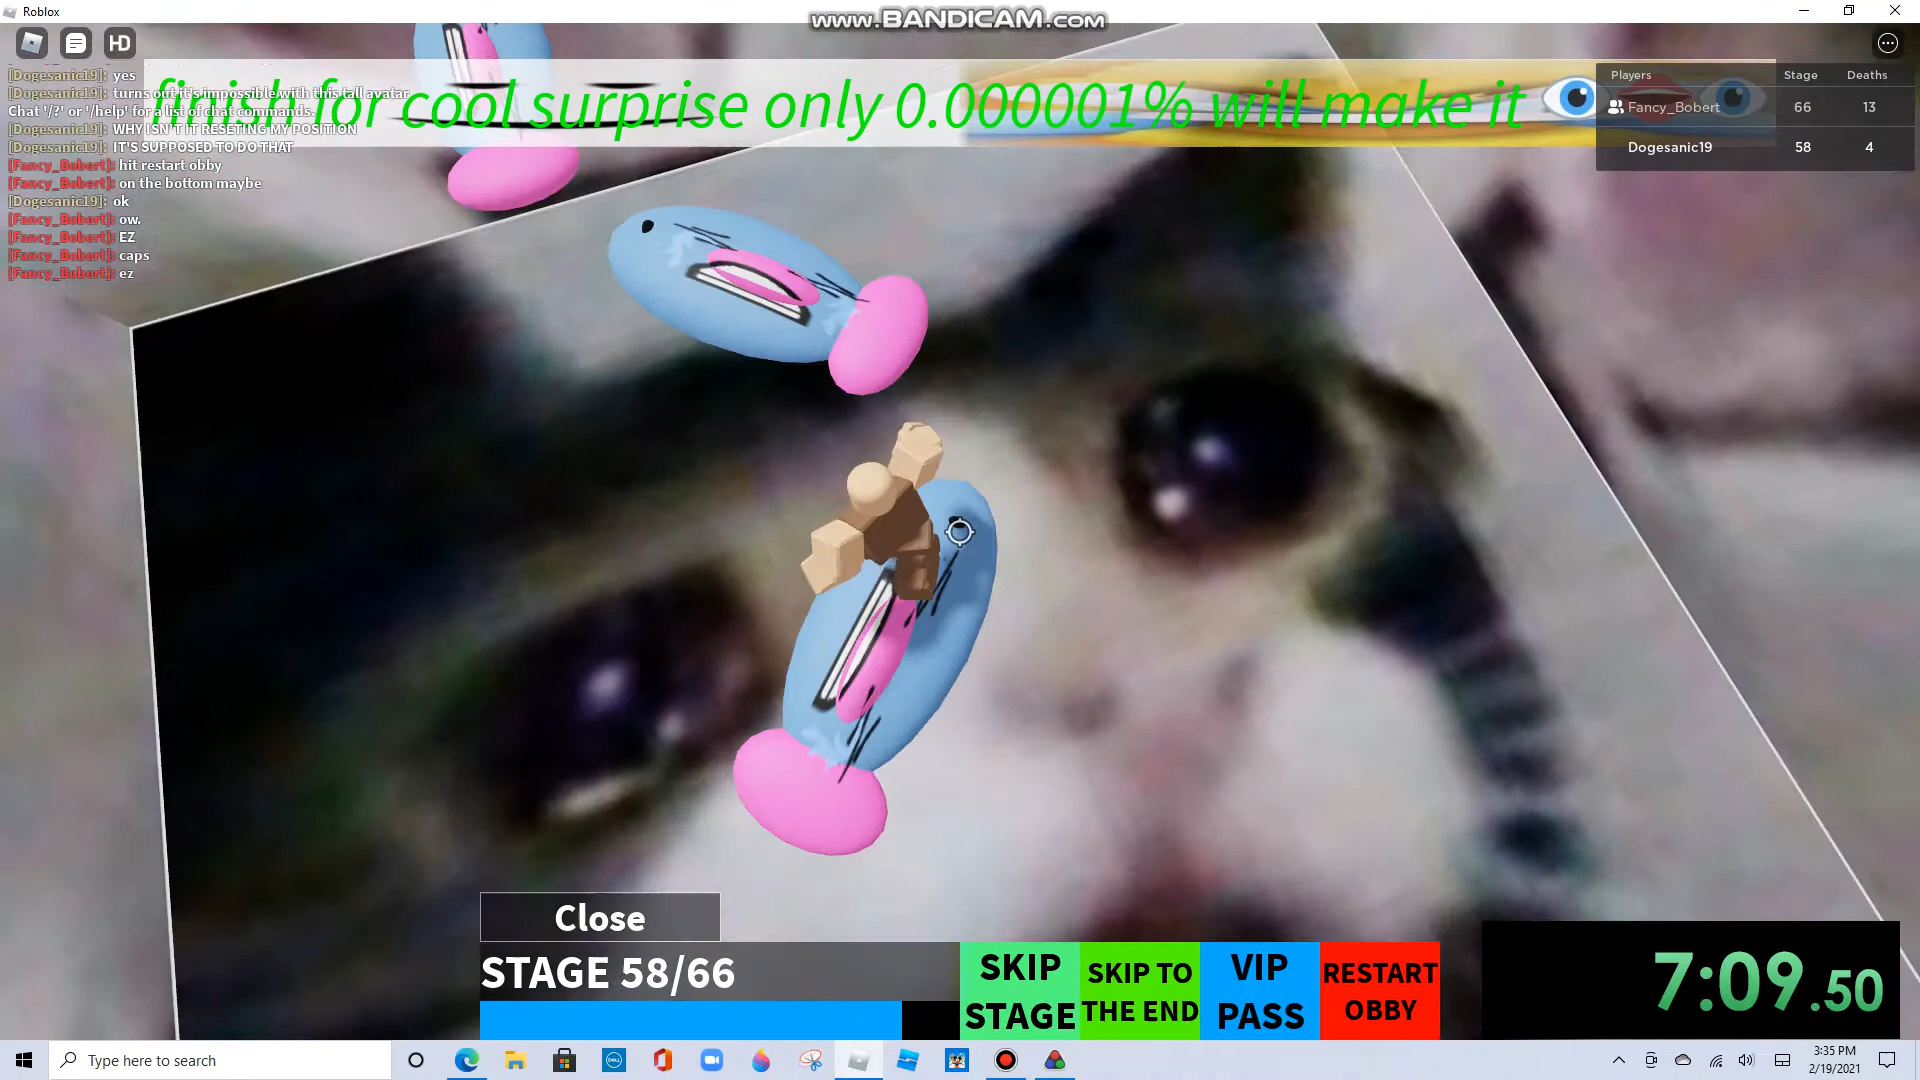 Roblox
www.BANDICAM.com
HD
finish for cool surprise only 0.000001% will make it
[Dogesanic19]: yes
[Dogesanic19]: turns out it's impossible with this tall avatar
Chat '/?' or '/help' for a list of chat commands.
[Dogesanic19]: WHY ISN'T IT RESETING MY POSITION
[Dogesanic19]: IT'S SUPPOSED TO DO THAT
[Fancy_Bobert]: hit restart obby
[Fancy_Bobert]: on the bottom maybe
[Dogesanic19]: ok
[Fancy_Bobert]: ow.
[Fancy_Bobert]: EZ
[Fancy_Bobert]: caps
[Fancy_Bobert]: ez
Players Stage Deaths
Fancy_Bobert 66 13
Dogesanic19 58 4
Close
STAGE 58/66
SKIP
STAGE
SKIP TO
THE END
VIP
PASS
RESTART
OBBY
7:09.50
Type here to search
DELL
3:35 PM
2/19/2021